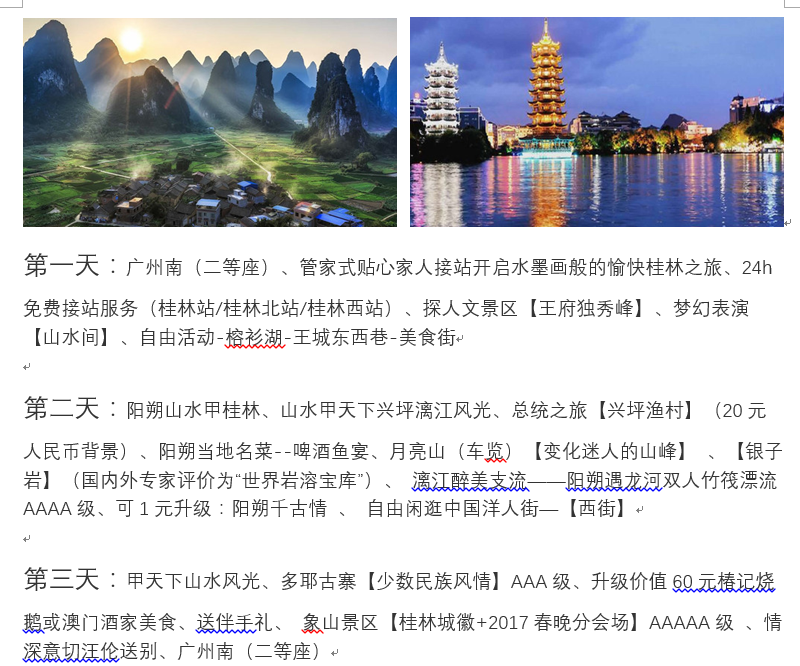 第一天：广州南（二等座）、管家式贴心家人接站开启水墨画般的愉快桂林之旅、24h
免费接站服务（桂林站/桂林北站/桂林西站）、探人文景区【王府独秀峰】、梦幻表演
【山水间】、自由活动-榕衫湖-王城东西巷-美食街
第二天：阳朔山水甲桂林、山水甲天下兴坪漓江风光、总统之旅【兴坪渔村】（20 元
人民币背景）、阳朔当地名菜--啤酒鱼宴、月亮山（车览）【变化迷人的山峰】 、【银子
岩】（国内外专家评价为“世界岩溶宝库”）、 漓江醉美支流——阳朔遇龙河双人竹筏漂流
AAAA 级、可 1 元升级：阳朔千古情 、 自由闲逛中国洋人街—【西街】
第三天：甲天下山水风光、多耶古寨【少数民族风情】AAA 级、升级价值 60 元椿记烧
鹅或澳门酒家美食、送伴手礼、 象山景区【桂林城徽+2017 春晚分会场】AAAAA 级 、情
深意切汪伦送别、广州南（二等座）